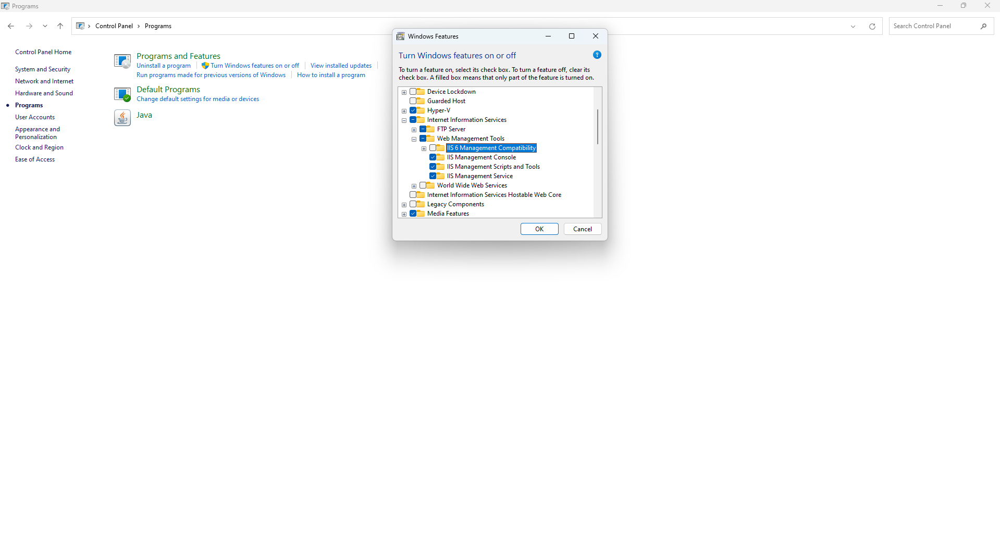 Programs
Control Panel
Programs
Search Control Panel
Control Panel Home
System and Security
Network and Internet
Hardware and Sound
Programs
User Accounts
Appearance and
Personalization
Clock and Region
Ease of Access
Programs and Features
Uninstall a program
Turn Windows features on or off
View installed updates
Run programs made for previous versions of Windows
How to install a program
Default Programs
Change default settings for media or devices
Java
Windows Features
Turn Windows features on or off
?
To turn a feature on, select its check box. To turn a feature off, clear its
check box. A filled box means that only part of the feature is turned on.
Device Lockdown
Guarded Host
Hyper-V
Internet Information Services
FTP Server
Web Management Tools
IIS 6 Management Compatibility
IIS Management Console
IIS Management Scripts and Tools
IIS Management Service
World Wide Web Services
Internet Information Services Hostable Web Core
Legacy Components
Media Features
OK
Cancel